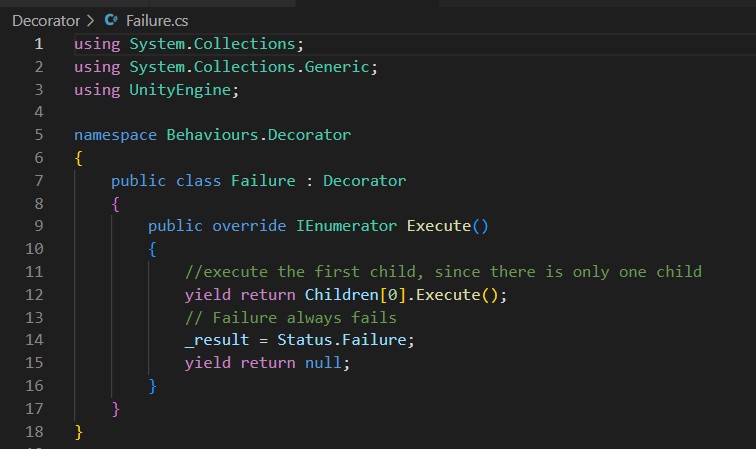 Decorator > C# Failure.cs
1 using System.Collections;
2 using System.Collections.Generic;
3 using UnityEngine;
4
5 namespace Behaviours.Decorator
6 {
7 public class Failure : Decorator
8 {
9 public override IEnumerator Execute()
10 {
11 //execute the first child, since there is only one child
12 yield return Children[0].Execute();
13 // Failure always fails
14 _result = Status.Failure;
15 yield return null;
16 }
17 }
18 }